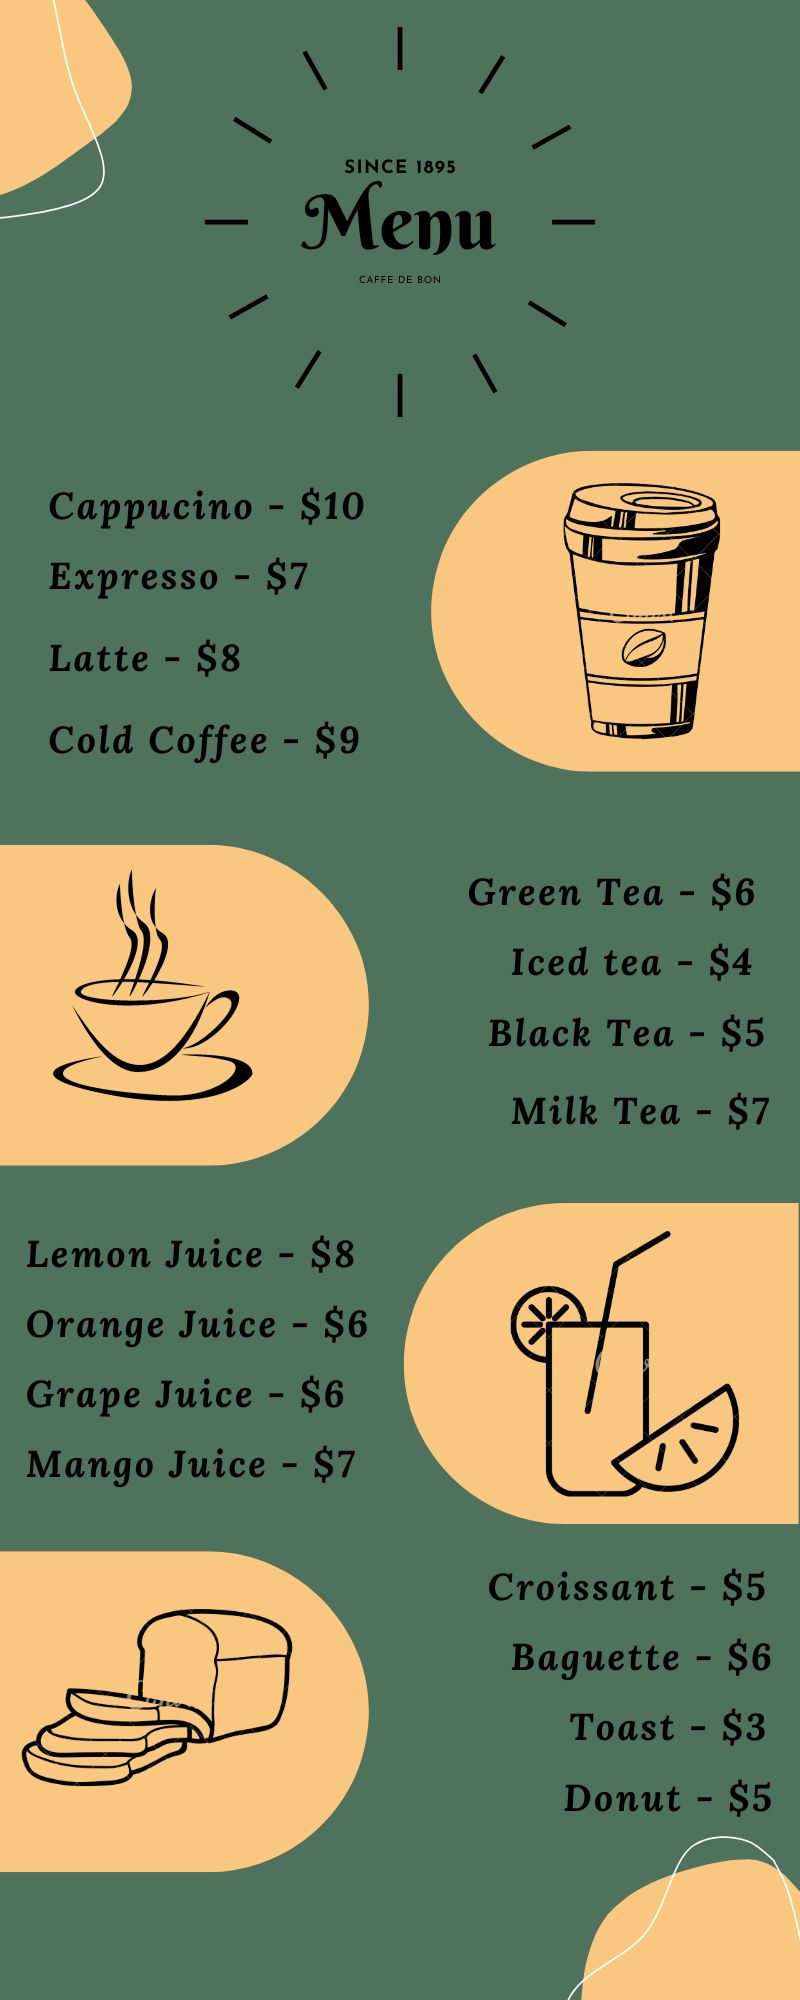 SINCE 1895
Menu
CAFFE DE BON
Cappucino - $10
Expresso - $7
Latte - $8
Cold Coffee - $9
Green Tea - $6
Iced tea - $4
Black Tea - $5
Milk Tea - $7
Lemon Juice - $8
Orange Juice - $6
Grape Juice - $6
Mango Juice - $7
Croissant - $5
Baguette - $6
Toast - $3
Donut - $5